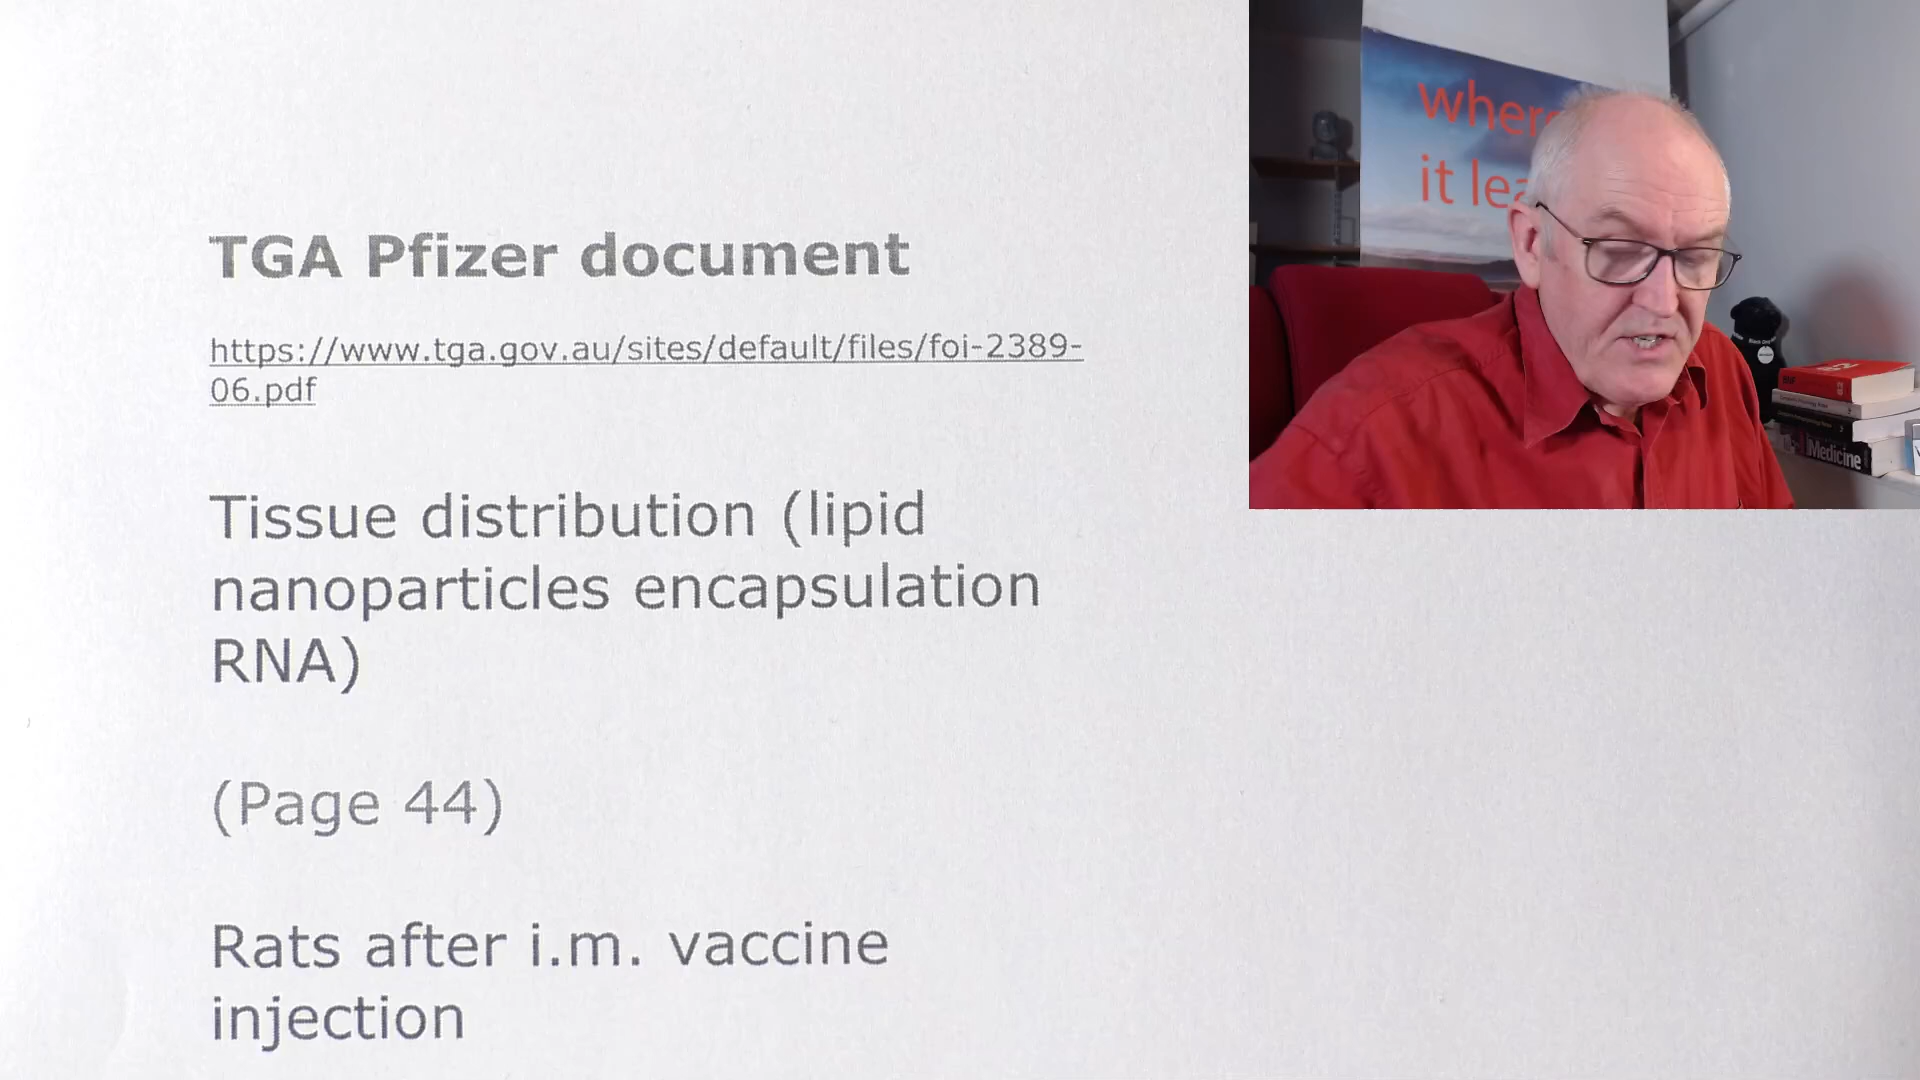 TGA Pfizer document
https://www.tga.gov.au/sites/default/files/foi-2389-
06.pdf
Tissue distribution (lipid
nanoparticles encapsulation
RNA)
(Page 44)
Rats after i.m. vaccine
injection
where
it lea
Medicine